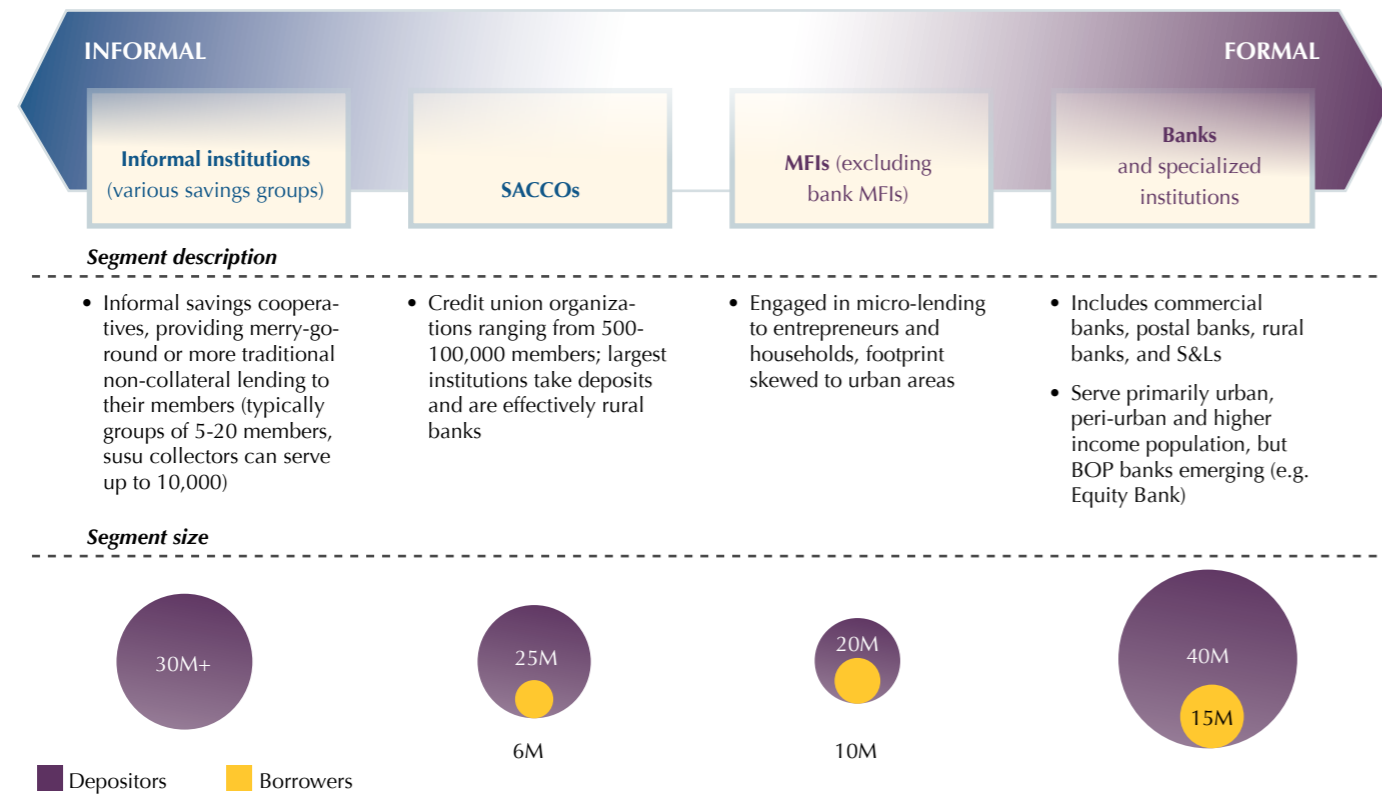 INFORMAL
FORMAL
Informal institutions
(various savings groups)
SACCOs
MFIs (excluding
bank MFIs)
Banks
and specialized
institutions
Segment description
• Informal savings coopera-
tives, providing merry-go-
round or more traditional
non-collateral lending to
their members (typically
groups of 5-20 members,
susu collectors can serve
up to 10,000)
• Credit union organiza-
tions ranging from 500-
100,000 members; largest
institutions take deposits
and are effectively rural
banks
• Engaged in micro-lending
to entrepreneurs and
households, footprint
skewed to urban areas
• Includes commercial
banks, postal banks, rural
banks, and S&Ls
• Serve primarily urban,
peri-urban and higher
income population, but
BOP banks emerging (e.g.
Equity Bank)
Segment size
30M+
25M
6M
20M
10M
40M
15M
Depositors
Borrowers